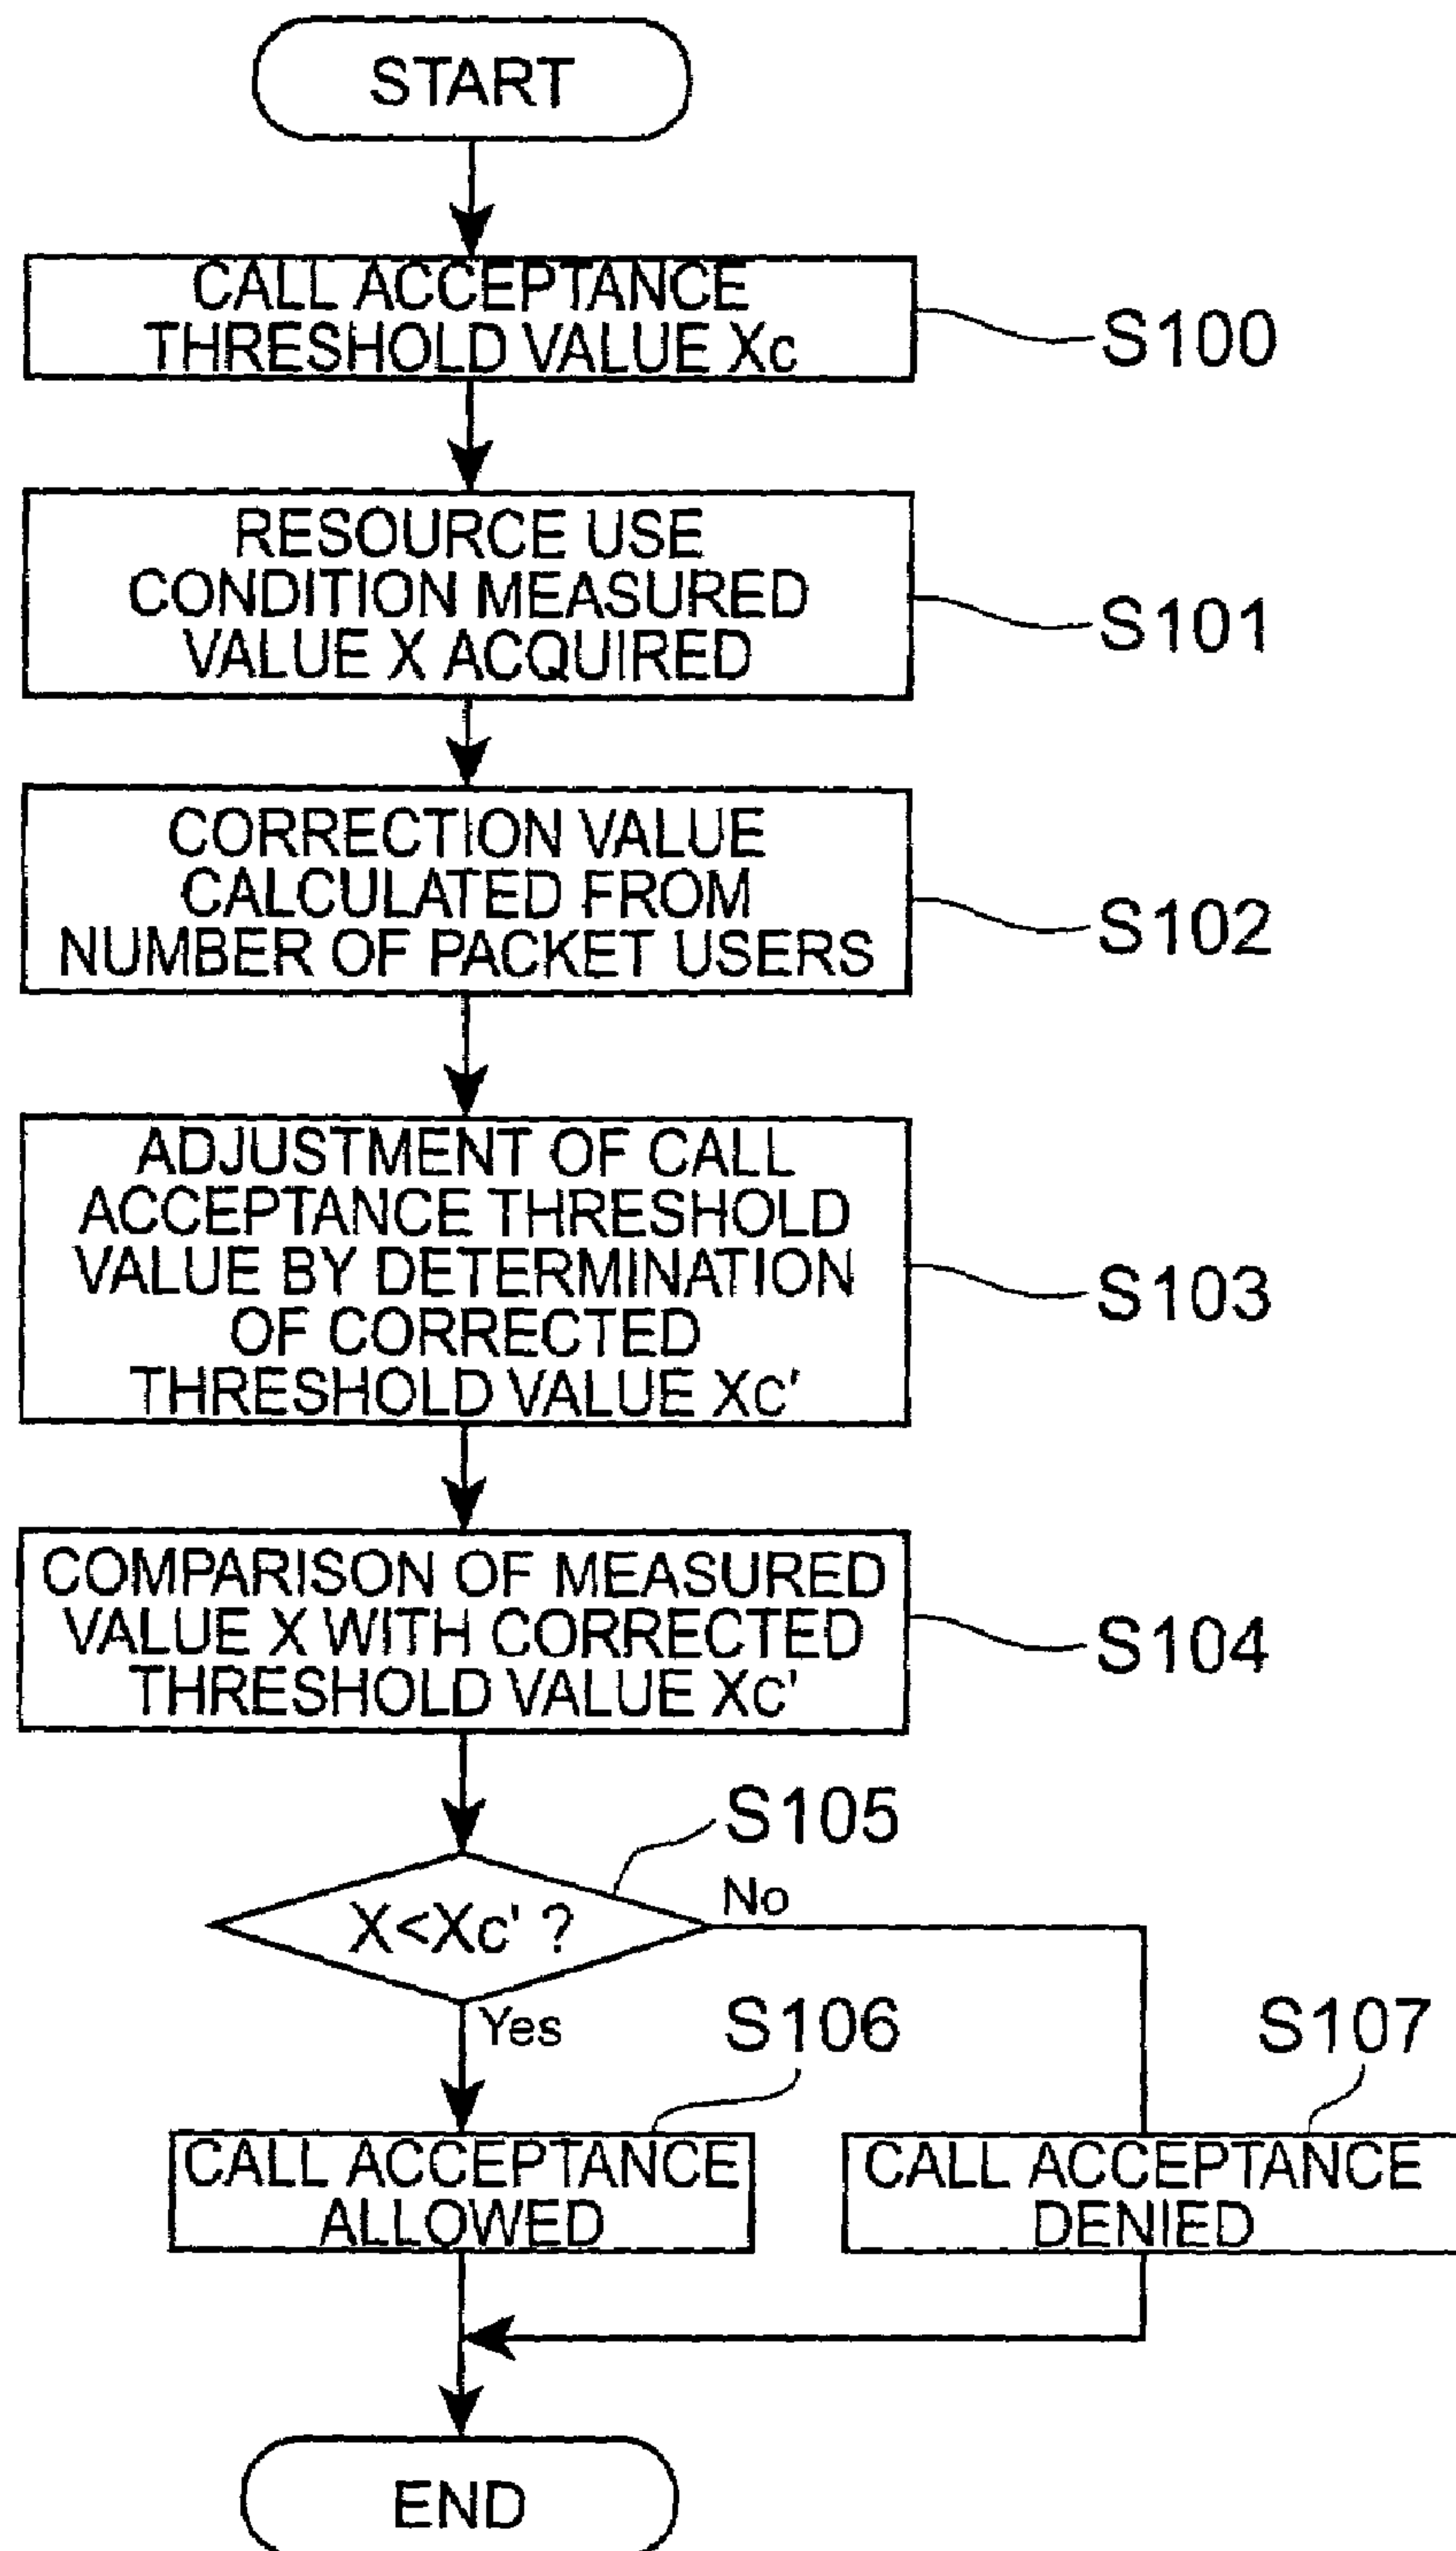 START
CALL ACCEPTANCE
THRESHOLD VALUE Xc
S100
RESOURCE USE
CONDITION MEASURED
VALUE X ACQUIRED
S101
CORRECTION VALUE
CALCULATED FROM
NUMBER OF PACKET USERS
S102
ADJUSTMENT OF CALL
ACCEPTANCE THRESHOLD
VALUE BY DETERMINATION
OF CORRECTED
THRESHOLD VALUE Xc'
S103
COMPARISON OF MEASURED
VALUE X WITH CORRECTED
THRESHOLD VALUE Xc'
S104
S105
X<Xc' ?
No
Yes
S106
S107
CALL ACCEPTANCE
ALLOWED
CALL ACCEPTANCE
DENIED
END